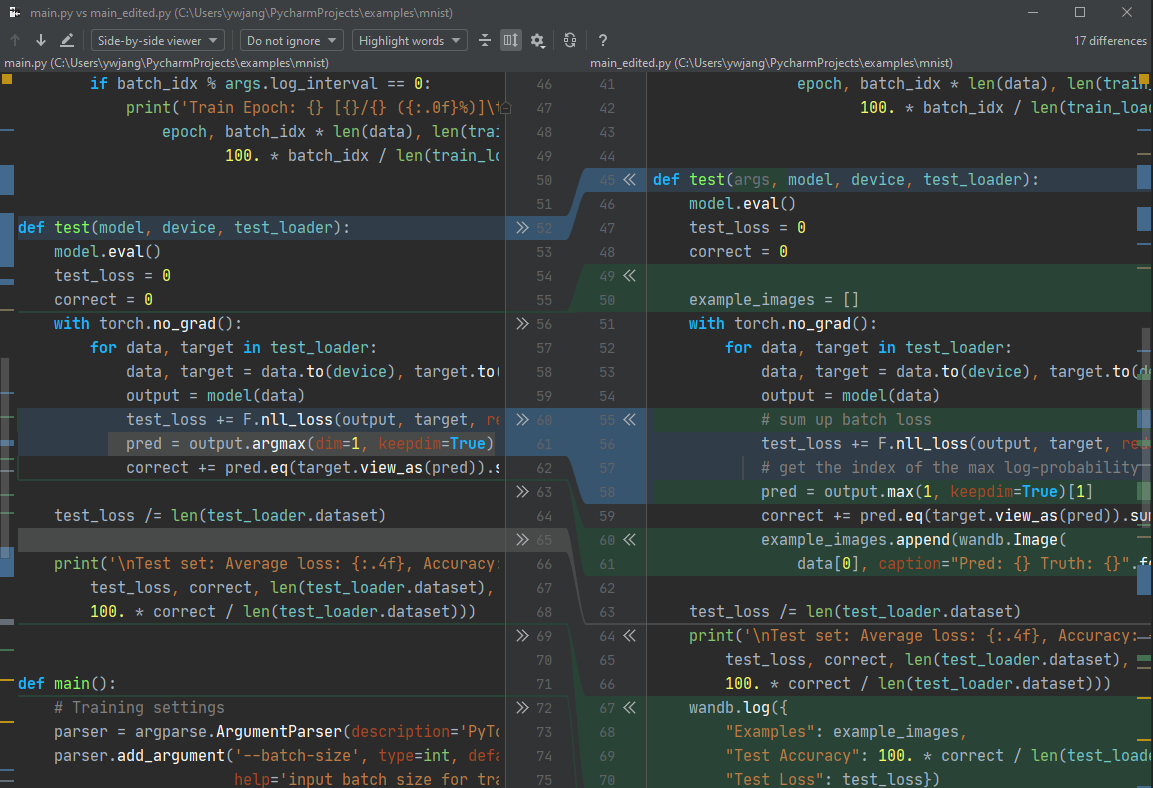 main.py vs main_edited.py (C:\Users\ywjang\PycharmProjects\examples\mnist)
Side-by-side viewer
Do not ignore
Highlight words
?
17 differences
main.py (C:\Users\ywjang\PycharmProjects\examples\mnist)
if batch_idx % args.log_interval == 0:
print('Train Epoch: {} [{}/{} ({:.0f}%)]\t
epoch, batch_idx * len(data), len(trai
100. * batch_idx / len(train_lo
def test(model, device, test_loader):
model.eval()
test_loss = 0
correct = 0
with torch.no_grad():
for data, target in test_loader:
data, target = data.to(device), target.to(
output = model(data)
test_loss += F.nll_loss(output, target, re
pred = output.argmax(dim=1, keepdim=True)
correct += pred.eq(target.view_as(pred)).s
test_loss /= len(test_loader.dataset)
print('\nTest set: Average loss: {:.4f}, Accuracy:
test_loss, correct, len(test_loader.dataset),
100. * correct / len(test_loader.dataset)))
def main():
# Training settings
parser = argparse.ArgumentParser(description='PyTo
parser.add_argument('--batch-size', type=int, defa
help='input batch size for tra
46
47
48
49
50
51
52
53
54
55
56
57
58
59
60
61
62
63
64
65
66
67
68
69
70
71
72
73
74
75
main_edited.py (C:\Users\ywjang\PycharmProjects\examples\mnist)
41 epoch, batch_idx * len(data), len(train
42 100. * batch_idx / len(train_loa
43
44
45 def test(args, model, device, test_loader):
46 model.eval()
47 test_loss = 0
48 correct = 0
49
50 example_images = []
51 with torch.no_grad():
52 for data, target in test_loader:
53 data, target = data.to(device), target.to(de
54 output = model(data)
55 # sum up batch loss
56 test_loss += F.nll_loss(output, target, re
57 # get the index of the max log-probability
58 pred = output.max(1, keepdim=True)[1]
59 correct += pred.eq(target.view_as(pred)).sum
60 example_images.append(wandb.Image(
61 data[0], caption="Pred: {} Truth: {}".fo
62
63 test_loss /= len(test_loader.dataset)
64 print('\nTest set: Average loss: {:.4f}, Accuracy:
65 test_loss, correct, len(test_loader.dataset),
66 100. * correct / len(test_loader.dataset)))
67 wandb.log({
68 "Examples": example_images,
69 "Test Accuracy": 100. * correct / len(test_loade
70 "Test Loss": test_loss})